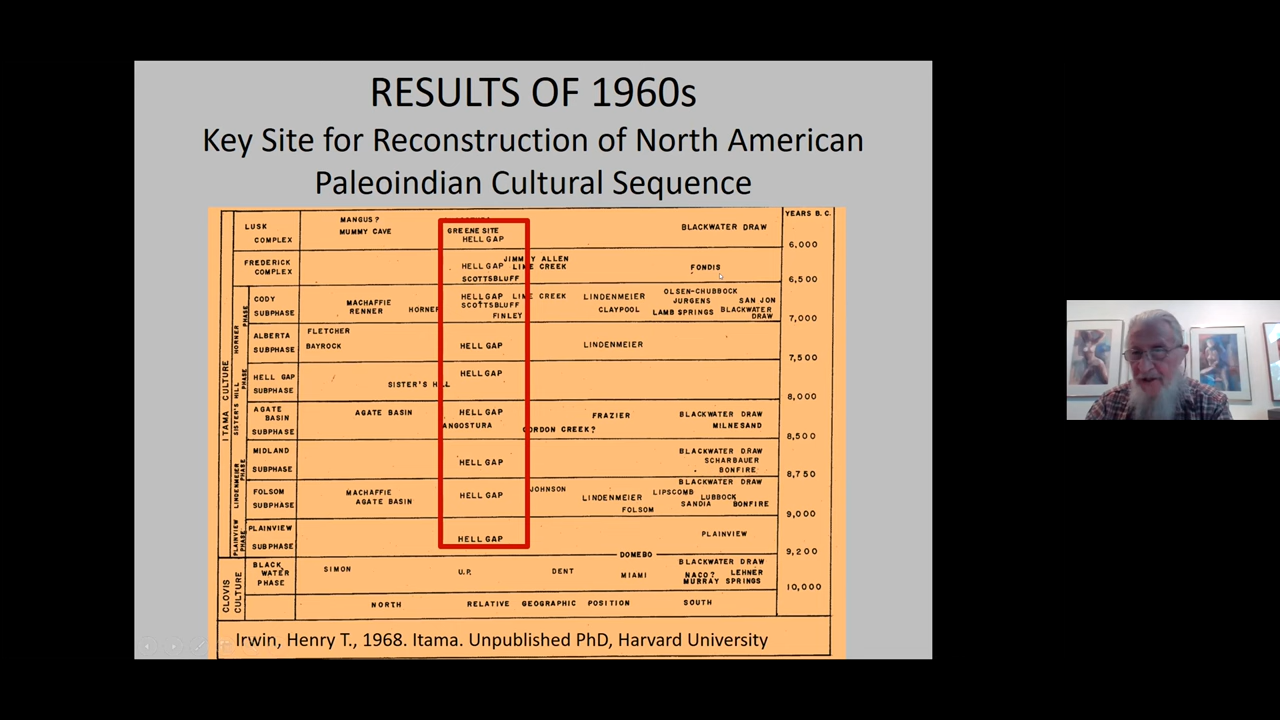 RESULTS OF 1960s
Key Site for Reconstruction of North American
Paleoindian Cultural Sequence
YEARS B.C.
LUSK COMPLEX
MANGUS?
MUMMY CAVE
GREENE SITE
HELL GAP
BLACKWATER DRAW
6,000
FREDERICK COMPLEX
JIMMY ALLEN
HELL GAP LIME CREEK
SCOTTSBLUFF
FONDIS
6,500
ITAMA CULTURE
HORNER PHASE
CODY SUBPHASE
MACHAFFIE
RENNER
HORNER
HELL GAP LIME CREEK
SCOTTSBLUFF
FINLEY
LINDENMEIER
CLAYPOOL
OLSEN-CHUBBOCK
JURGENS
LAMB SPRINGS
SAN JON
BLACKWATER DRAW
7,000
ALBERTA SUBPHASE
FLETCHER
BAYROCK
HELL GAP
LINDENMEIER
7,500
SISTER'S HILL PHASE
HELL GAP SUBPHASE
HELL GAP
SISTER'S HILL
8,000
AGATE BASIN SUBPHASE
AGATE BASIN
HELL GAP
ANGOSTURA
FRAZIER
GORDON CREEK?
BLACKWATER DRAW
MILNESAND
8,500
LINDENMEIER PHASE
MIDLAND SUBPHASE
HELL GAP
BLACKWATER DRAW
SCHARBAUER
BONFIRE
8,750
FOLSOM SUBPHASE
MACHAFFIE
AGATE BASIN
HELL GAP
JOHNSON
LINDENMEIER
FOLSOM
BLACKWATER DRAW
LIPSCOMB
LUBBOCK
SANDIA
BONFIRE
9,000
PLAINVIEW PHASE
PLAINVIEW SUBPHASE
HELL GAP
PLAINVIEW
9,200
DOMEBO
CLOVIS CULTURE
BLACK WATER PHASE
SIMON
U.P.
DENT
MIAMI
BLACKWATER DRAW
NACO? LEHNER
MURRAY SPRINGS
10,000
NORTH RELATIVE GEOGRAPHIC POSITION SOUTH
Irwin, Henry T., 1968. Itama. Unpublished PhD, Harvard University